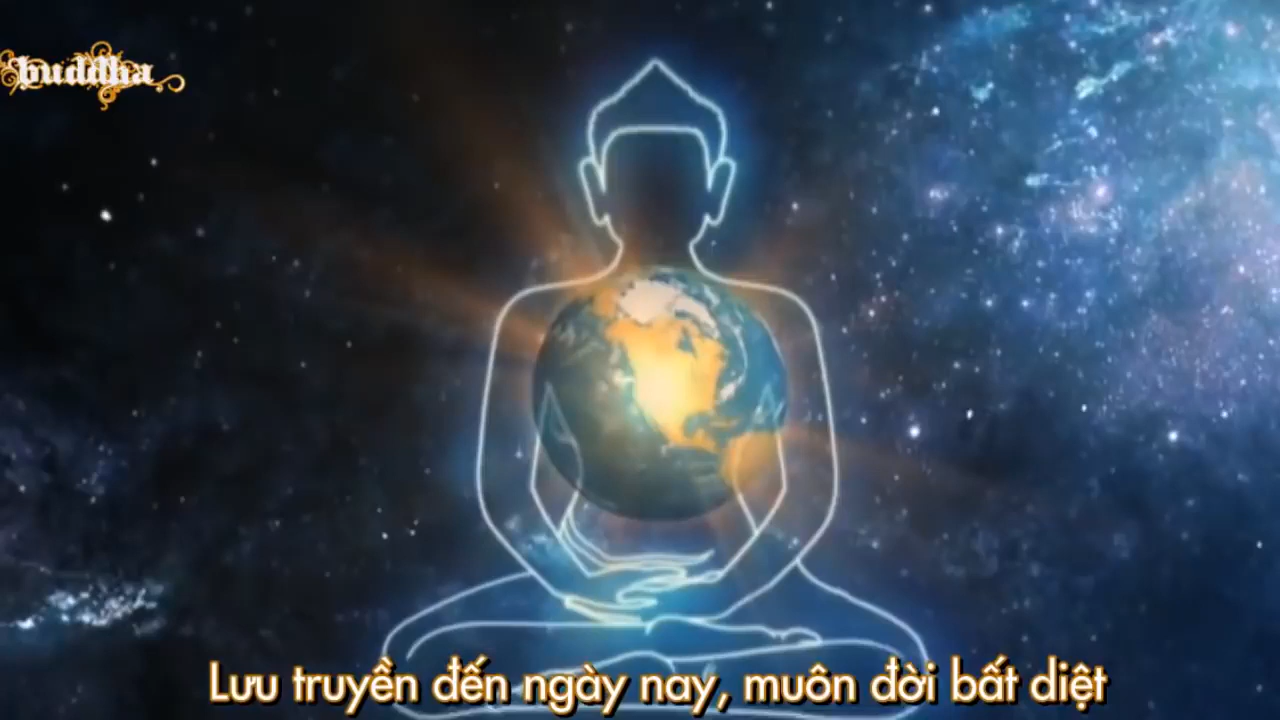 buddha
Lưu truyền đến ngày nay, muôn đời bất diệt